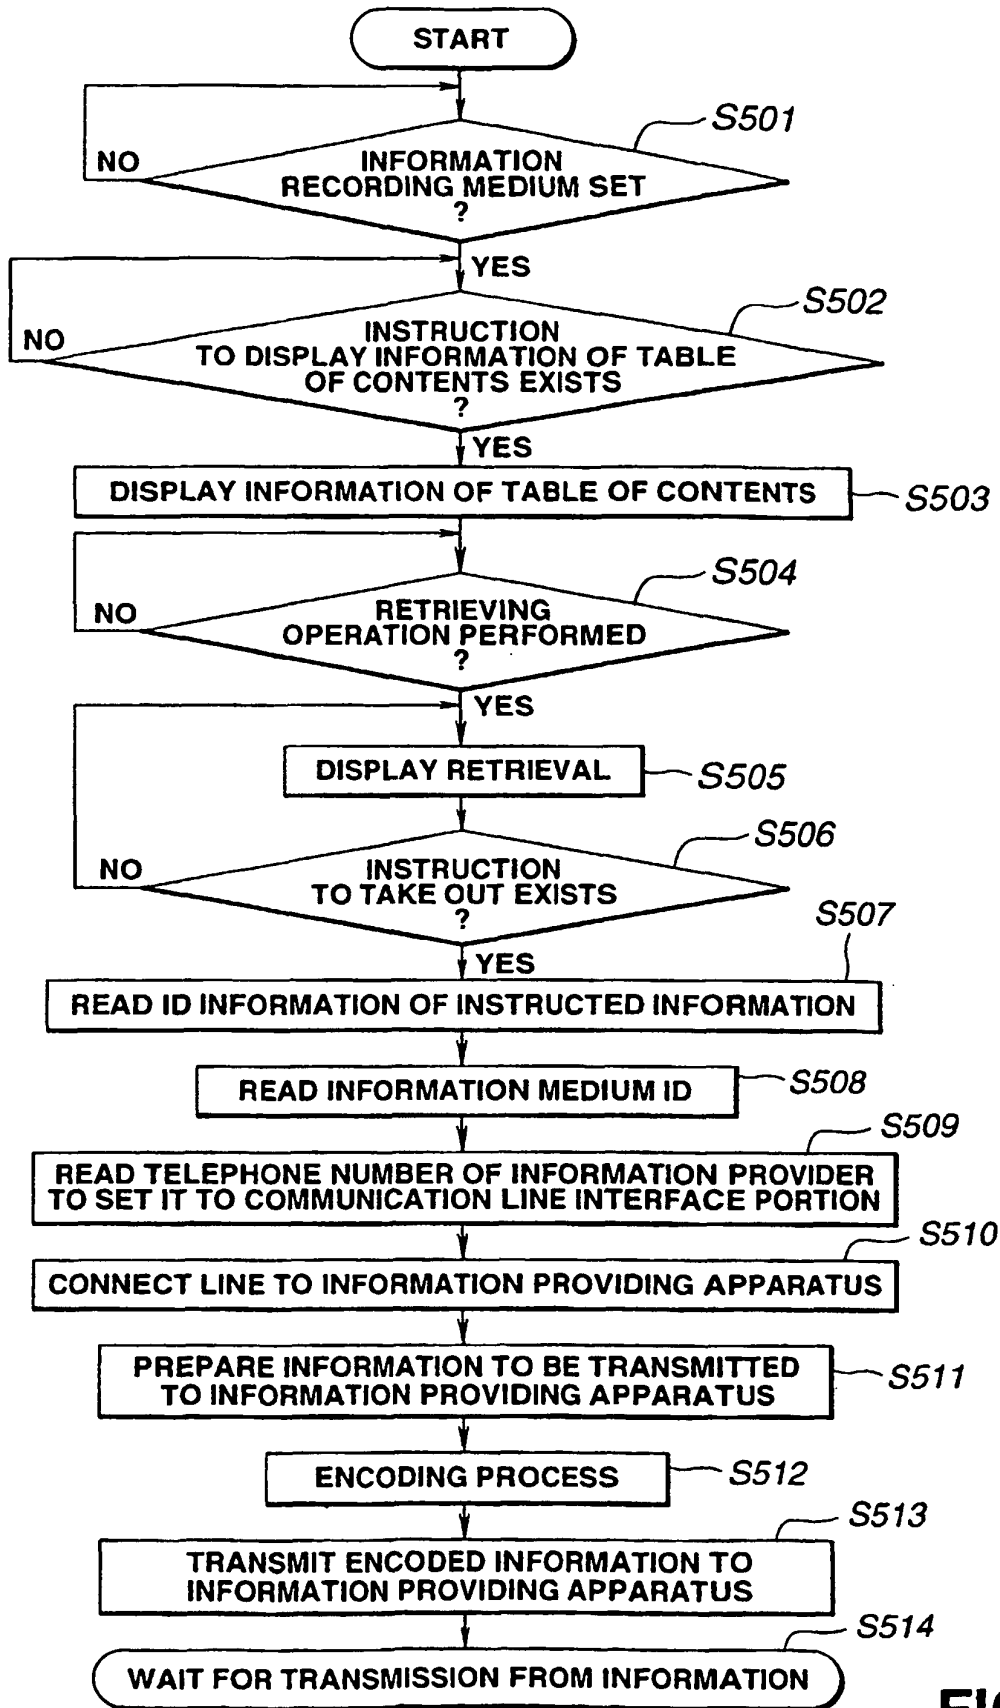 START
S501
NO
INFORMATION
RECORDING MEDIUM SET
?
YES
S502
NO
INSTRUCTION
TO DISPLAY INFORMATION OF TABLE
OF CONTENTS EXISTS
?
YES
DISPLAY INFORMATION OF TABLE OF CONTENTS
S503
S504
NO
RETRIEVING
OPERATION PERFORMED
?
YES
DISPLAY RETRIEVAL
S505
S506
NO
INSTRUCTION
TO TAKE OUT EXISTS
?
S507
YES
READ ID INFORMATION OF INSTRUCTED INFORMATION
READ INFORMATION MEDIUM ID
S508
S509
READ TELEPHONE NUMBER OF INFORMATION PROVIDER
TO SET IT TO COMMUNICATION LINE INTERFACE PORTION
S510
CONNECT LINE TO INFORMATION PROVIDING APPARATUS
PREPARE INFORMATION TO BE TRANSMITTED
TO INFORMATION PROVIDING APPARATUS
S511
ENCODING PROCESS
S512
S513
TRANSMIT ENCODED INFORMATION TO
INFORMATION PROVIDING APPARATUS
S514
WAIT FOR TRANSMISSION FROM INFORMATION